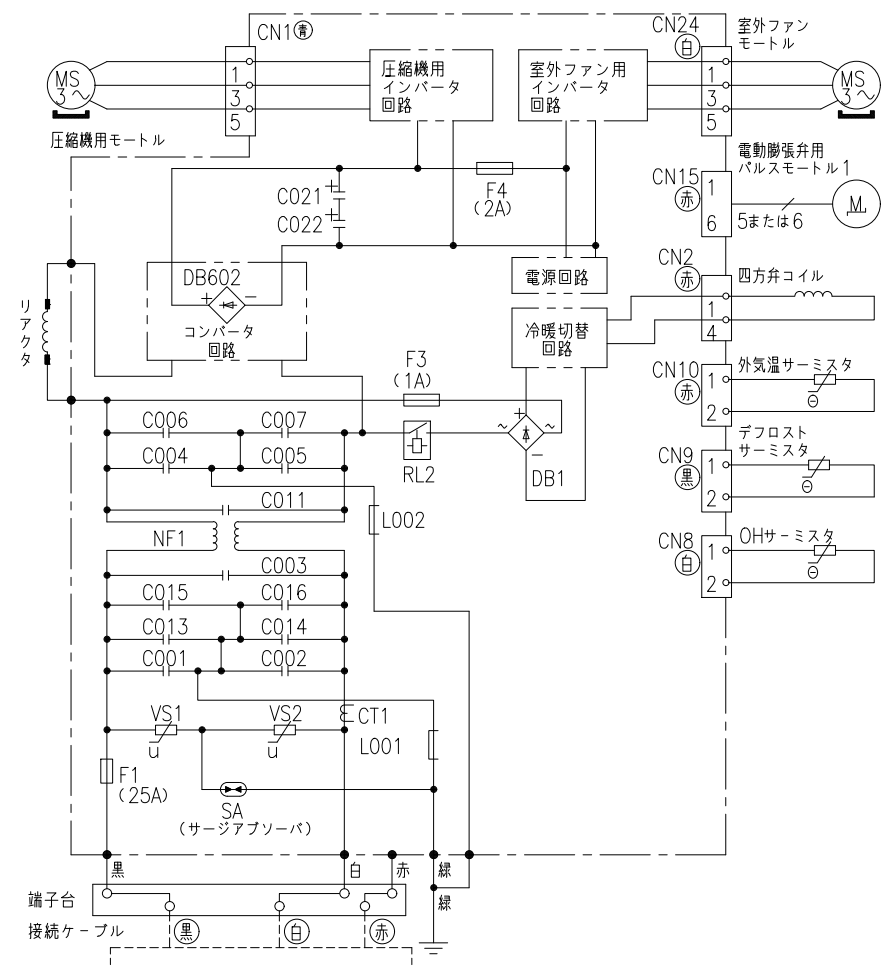 CN1 青
CN24
白
室外ファン
モートル
MS
3 ~
1
3
5
圧縮機用
インバータ
回路
室外ファン用
インバータ
回路
1
3
5
MS
3 ~
圧縮機用モートル
C021
+
C022
+
F4
(2A)
電動膨張弁用
パルスモートル1
CN15
赤
1
6
5または6
M
リアクタ
DB602
+
−
コンバータ
回路
電源回路
冷暖切替
回路
CN2
赤
1
4
四方弁コイル
F3
(1A)
CN10
赤
1
2
外気温サーミスタ
Θ
C006
C007
C004
C005
RL2
~
+
~
−
DB1
CN9
黒
1
2
デフロスト
サーミスタ
Θ
C011
L002
NF1
CN8
白
1
2
OHサーミスタ
Θ
C003
C015
C016
C013
C014
C001
C002
VS1
u
VS2
u
CT1
L001
F1
(25A)
SA
(サージアブソーバ)
黒
白
赤
緑
緑
端子台
接続ケーブル
黒
白
赤